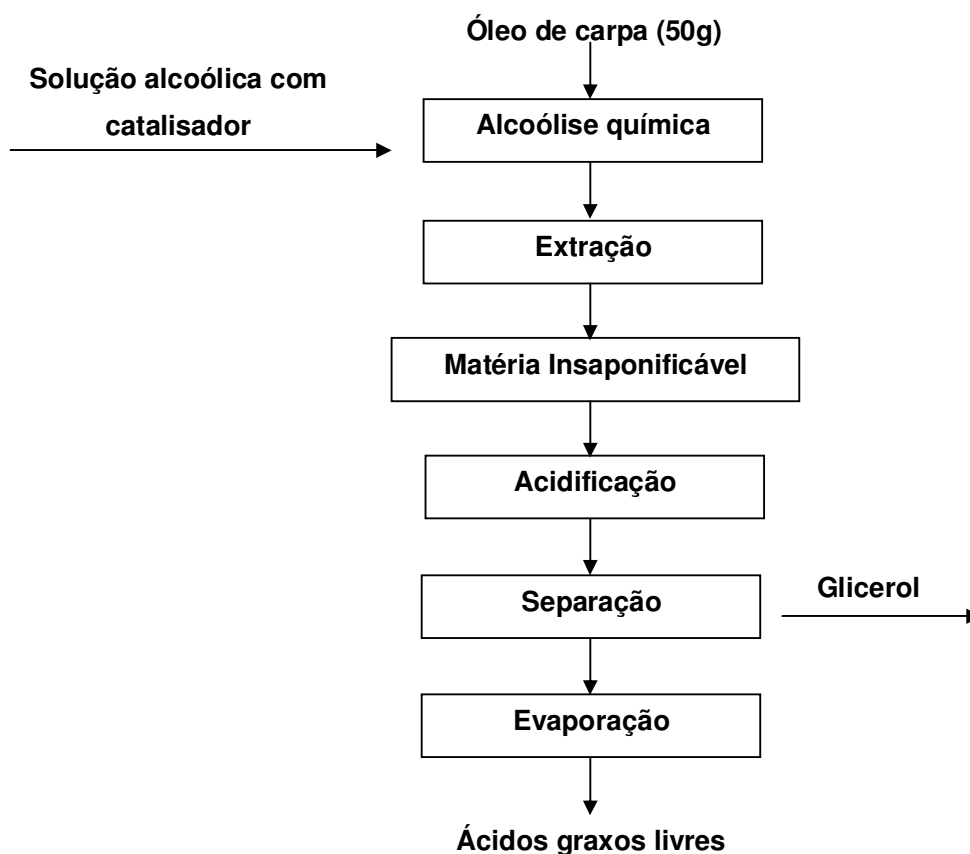 Óleo de carpa (50g)
Solução alcoólica com
catalisador
Alcoólise química
Extração
Matéria Insaponificável
Acidificação
Separação
Glicerol
Evaporação
Ácidos graxos livres